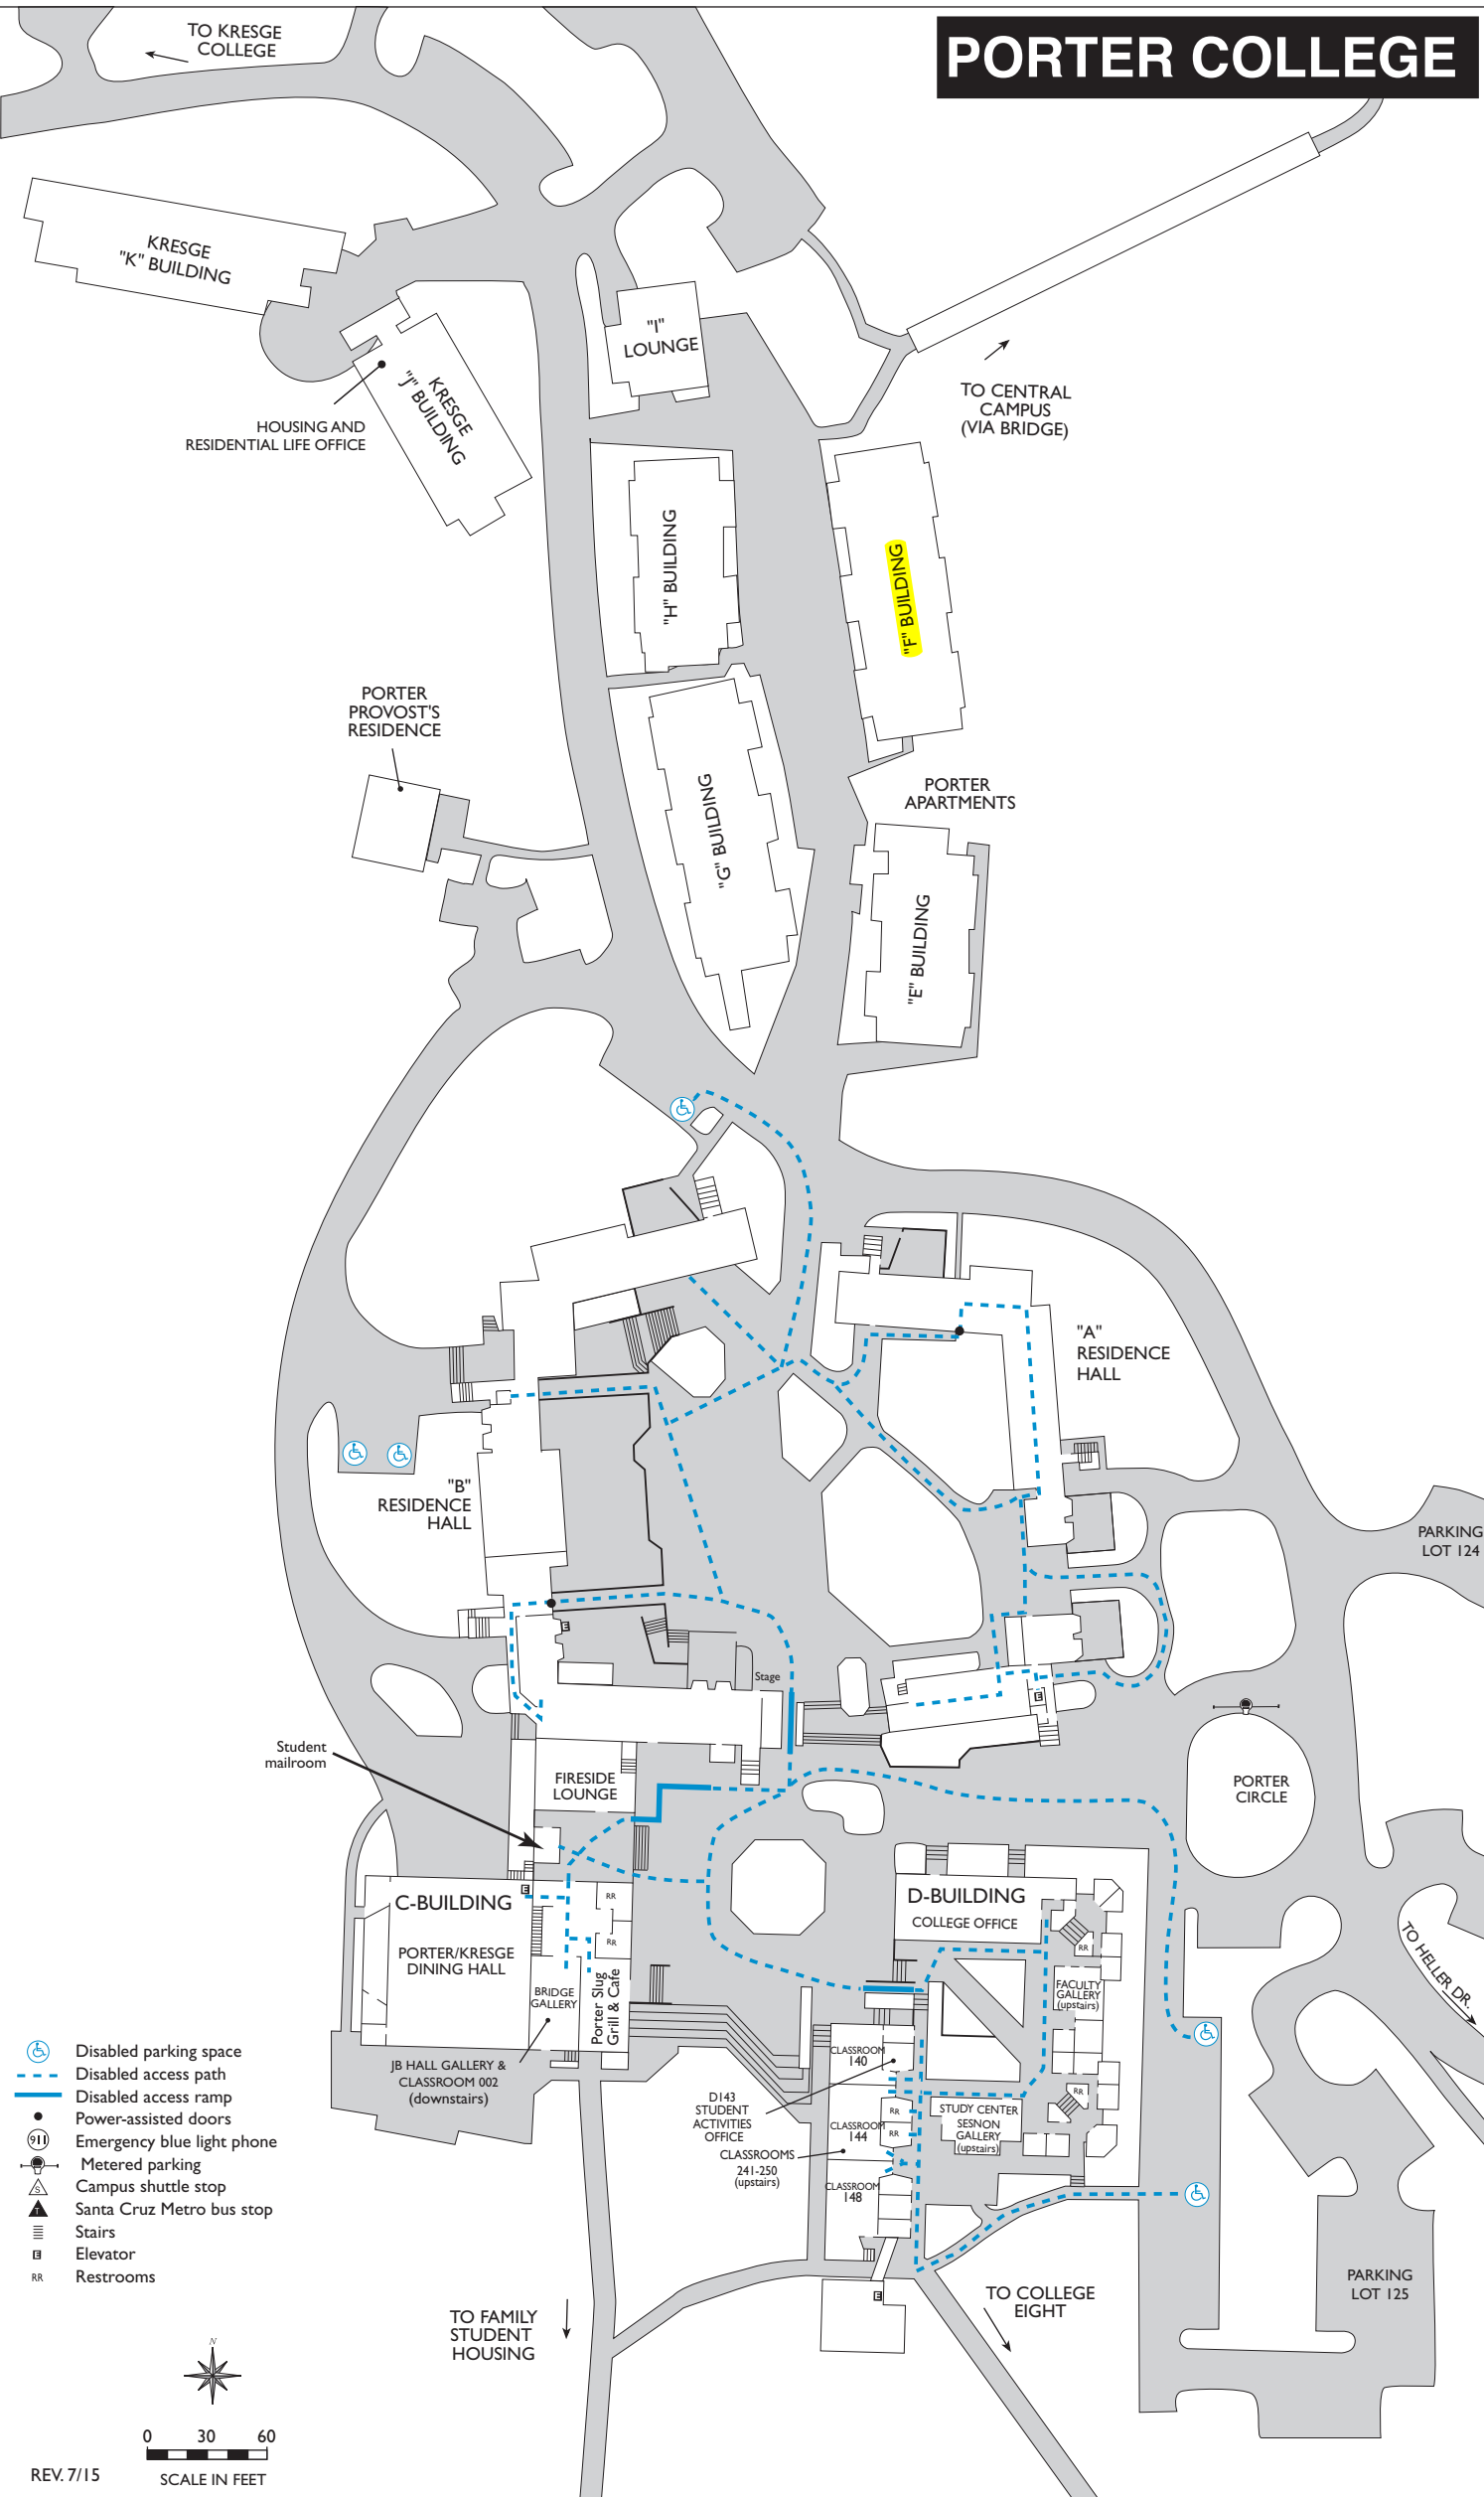 PORTER COLLEGE
TO KRESGE
COLLEGE
KRESGE
"K" BUILDING
"I"
LOUNGE
KRESGE
"J" BUILDING
HOUSING AND
RESIDENTIAL LIFE OFFICE
TO CENTRAL
CAMPUS
(VIA BRIDGE)
"H" BUILDING
"F" BUILDING
PORTER
PROVOST'S
RESIDENCE
"G" BUILDING
PORTER
APARTMENTS
"E" BUILDING
"A"
RESIDENCE
HALL
"B"
RESIDENCE
HALL
PARKING
LOT 124
E
Stage
E
Student
mailroom
FIRESIDE
LOUNGE
PORTER
CIRCLE
E
C-BUILDING
RR
RR
PORTER/KRESGE
DINING HALL
BRIDGE
GALLERY
Porter Slug
Grill & Cafe
JB HALL GALLERY &
CLASSROOM 002
(downstairs)
D-BUILDING
COLLEGE OFFICE
RR
FACULTY
GALLERY
(upstairs)
TO HELLER DR.
CLASSROOM
140
D143
STUDENT
ACTIVITIES
OFFICE
RR
RR
CLASSROOM
144
RR
STUDY CENTER
SESNON
GALLERY
(upstairs)
CLASSROOMS
241-250
(upstairs)
CLASSROOM
148
E
Disabled parking space
Disabled access path
Disabled access ramp
Power-assisted doors
911 Emergency blue light phone
Metered parking
S Campus shuttle stop
T Santa Cruz Metro bus stop
Stairs
E Elevator
RR Restrooms
TO FAMILY
STUDENT
HOUSING
TO COLLEGE
EIGHT
PARKING
LOT 125
N
0 30 60
SCALE IN FEET
REV. 7/15